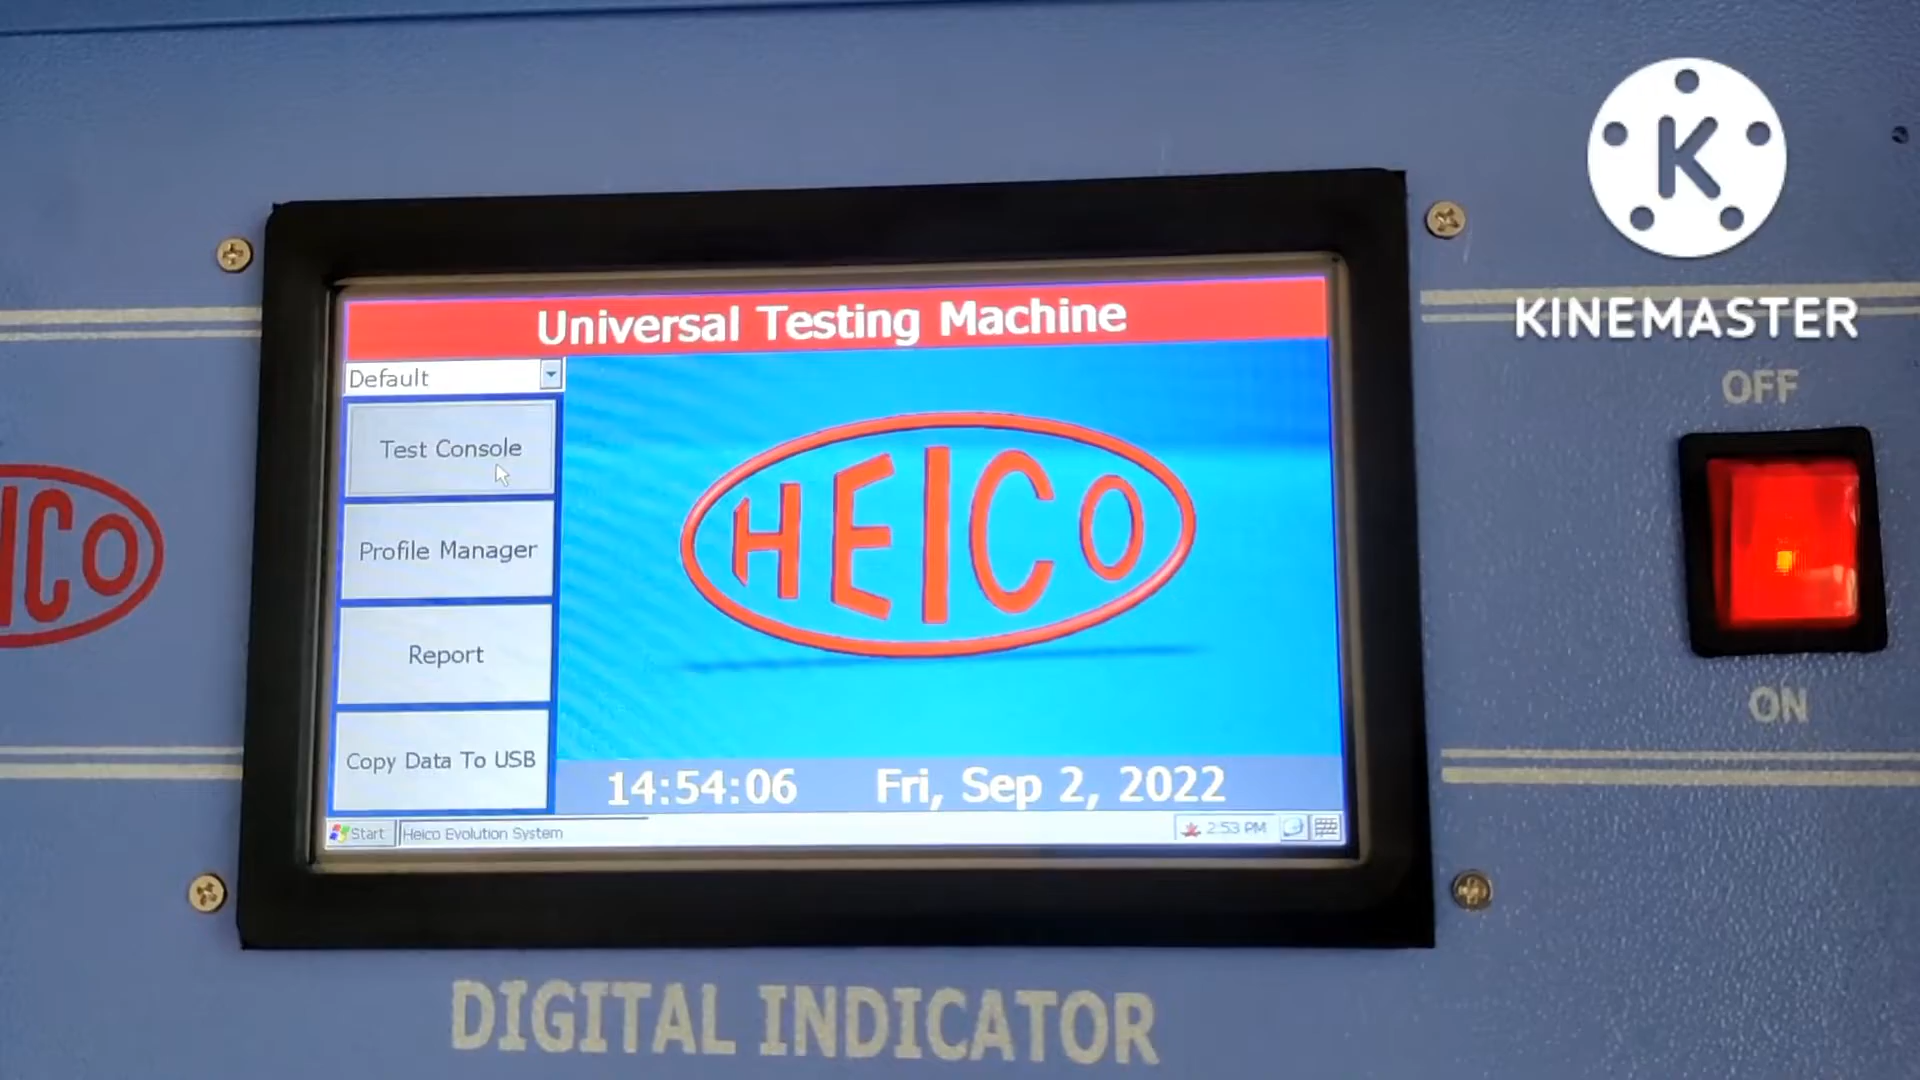 K
KINEMASTER
OFF
ON
Universal Testing Machine
Default
Test Console
Profile Manager
Report
Copy Data To USB
HEICO
14:54:06 Fri, Sep 2, 2022
Start Heico Evolution System 2:53 PM
ICO
DIGITAL INDICATOR